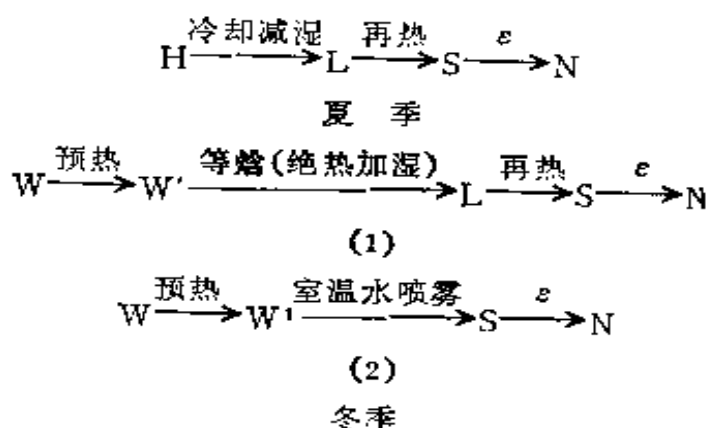 冷却减湿 再热 ε
H→L→S→N
夏 季
预热 等焓(绝热加湿) 再热 ε
W→W′→L→S→N
(1)
预热 室温水喷雾 ε
W→W¹→S→N
(2)
冬季